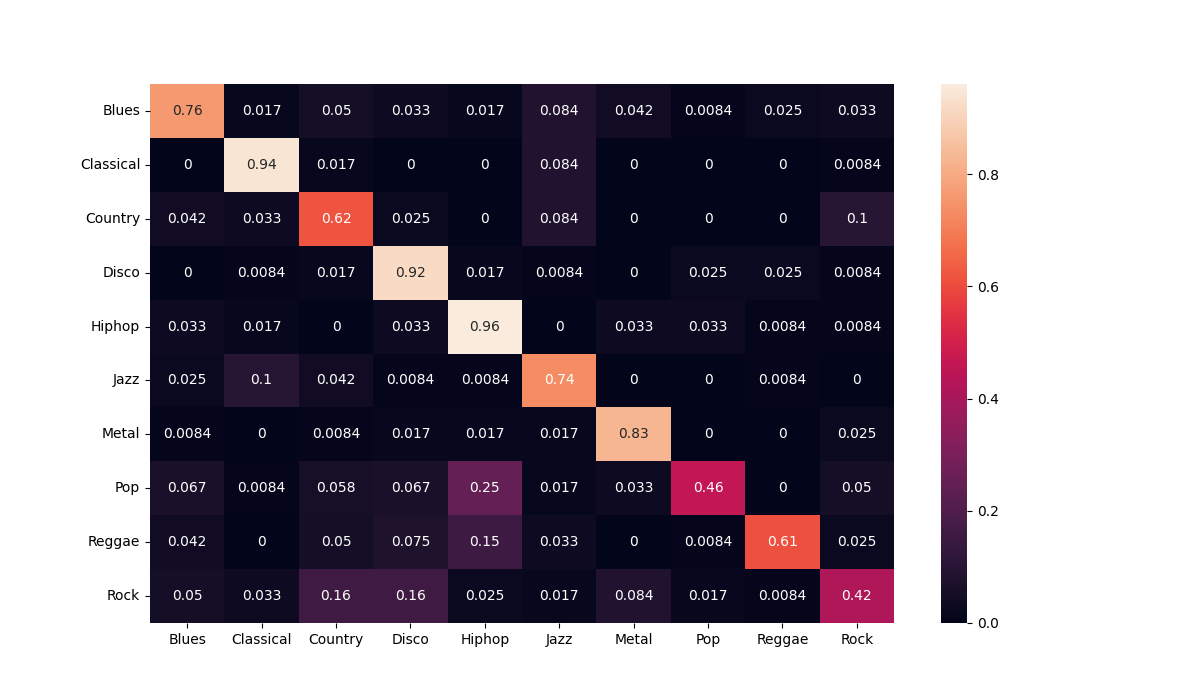 Blues 0.76 0.017 0.05 0.033 0.017 0.084 0.042 0.0084 0.025 0.033
Classical 0 0.94 0.017 0 0 0.084 0 0 0 0.0084
0.8
Country 0.042 0.033 0.62 0.025 0 0.084 0 0 0 0.1
Disco 0 0.0084 0.017 0.92 0.017 0.0084 0 0.025 0.025 0.0084
0.6
Hiphop 0.033 0.017 0 0.033 0.96 0 0.033 0.033 0.0084 0.0084
Jazz 0.025 0.1 0.042 0.0084 0.0084 0.74 0 0 0.0084 0
0.4
Metal 0.0084 0 0.0084 0.017 0.017 0.017 0.83 0 0 0.025
Pop 0.067 0.0084 0.058 0.067 0.25 0.017 0.033 0.46 0 0.05
0.2
Reggae 0.042 0 0.05 0.075 0.15 0.033 0 0.0084 0.61 0.025
Rock 0.05 0.033 0.16 0.16 0.025 0.017 0.084 0.017 0.0084 0.42
0.0
Blues Classical Country Disco Hiphop Jazz Metal Pop Reggae Rock